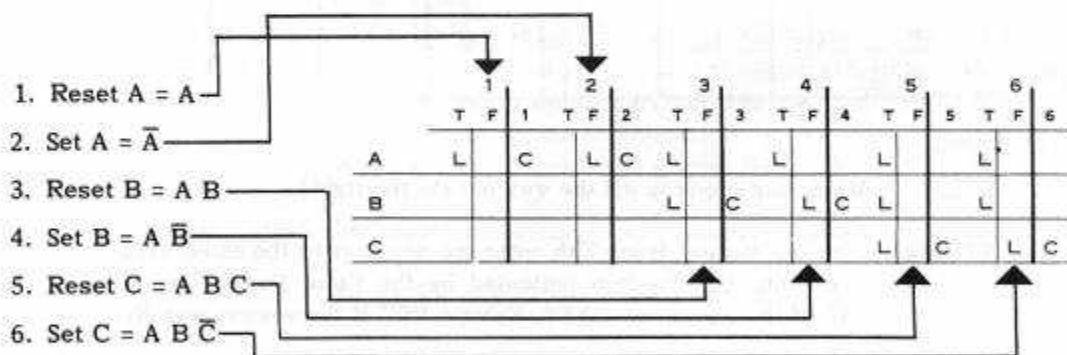 1 2 3 4 5 6
T F 1 T F 2 T F 3 T F 4 T F 5 T F 6
1. Reset A = A
2. Set A = A̅
3. Reset B = A B
4. Set B = A B̅
5. Reset C = A B C
6. Set C = A B C̅
A L C L C L L L L
B L C L C L L
C L C L C